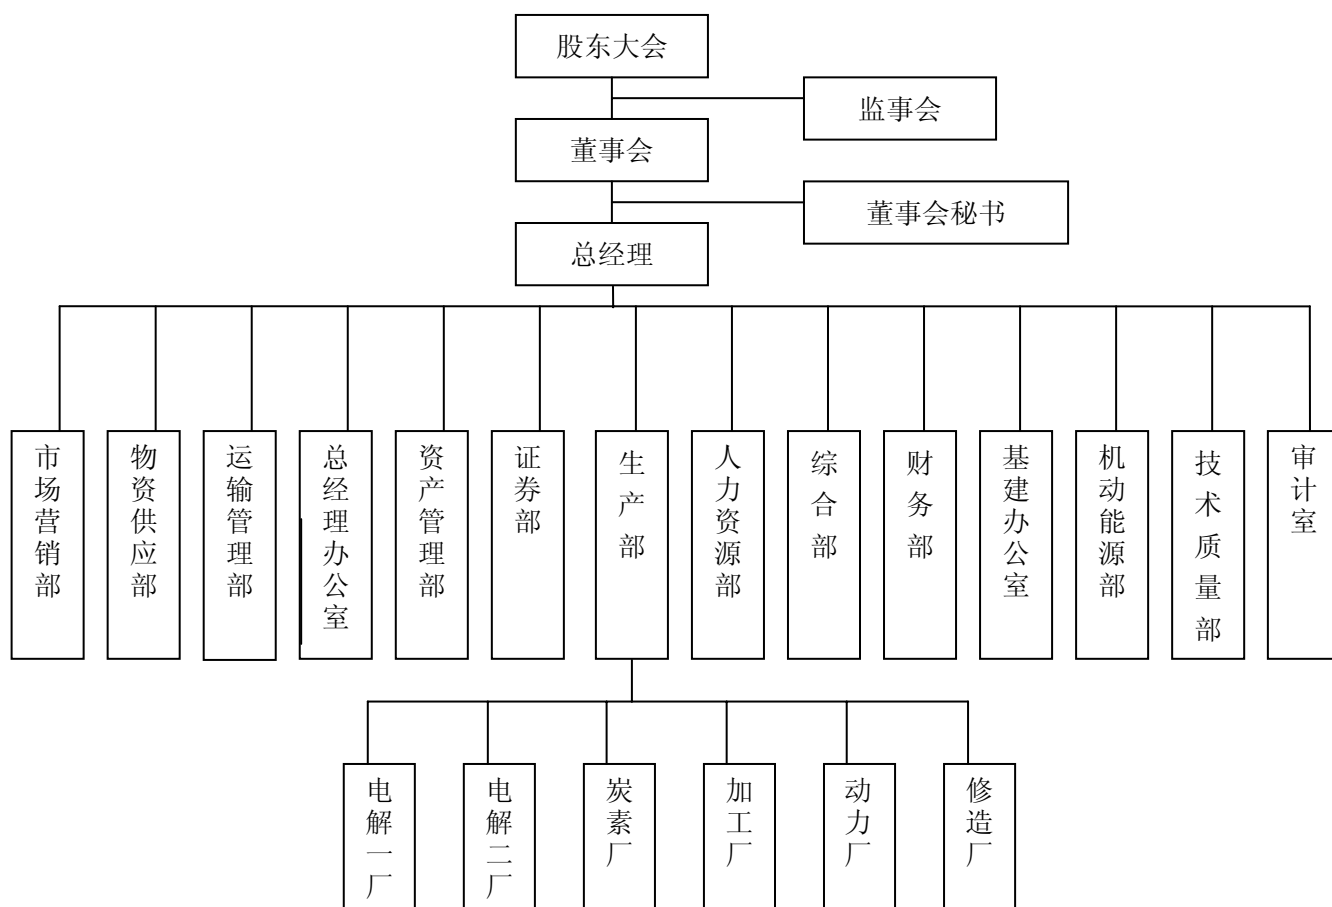 股东大会
监事会
董事会
董事会秘书
总经理
市场营销部
物资供应部
运输管理部
总经理办公室
资产管理部
证券部
生产部
人力资源部
综合部
财务部
基建办公室
机动能源部
技术质量部
审计室
电解一厂
电解二厂
炭素厂
加工厂
动力厂
修造厂